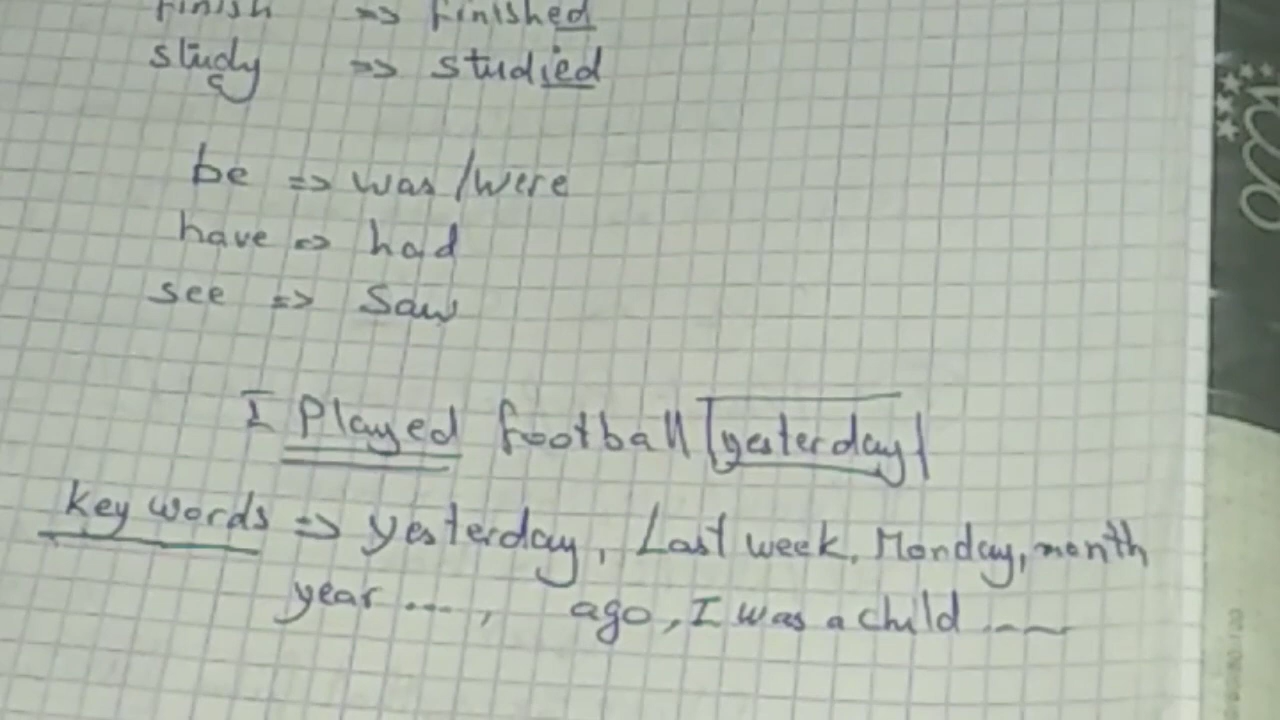 finish => finished
study => studied
be => was/were
have => had
see => saw
I Played football yesterday
key words => yesterday, Last week, Monday, month
year ...., ago, I was a child ....